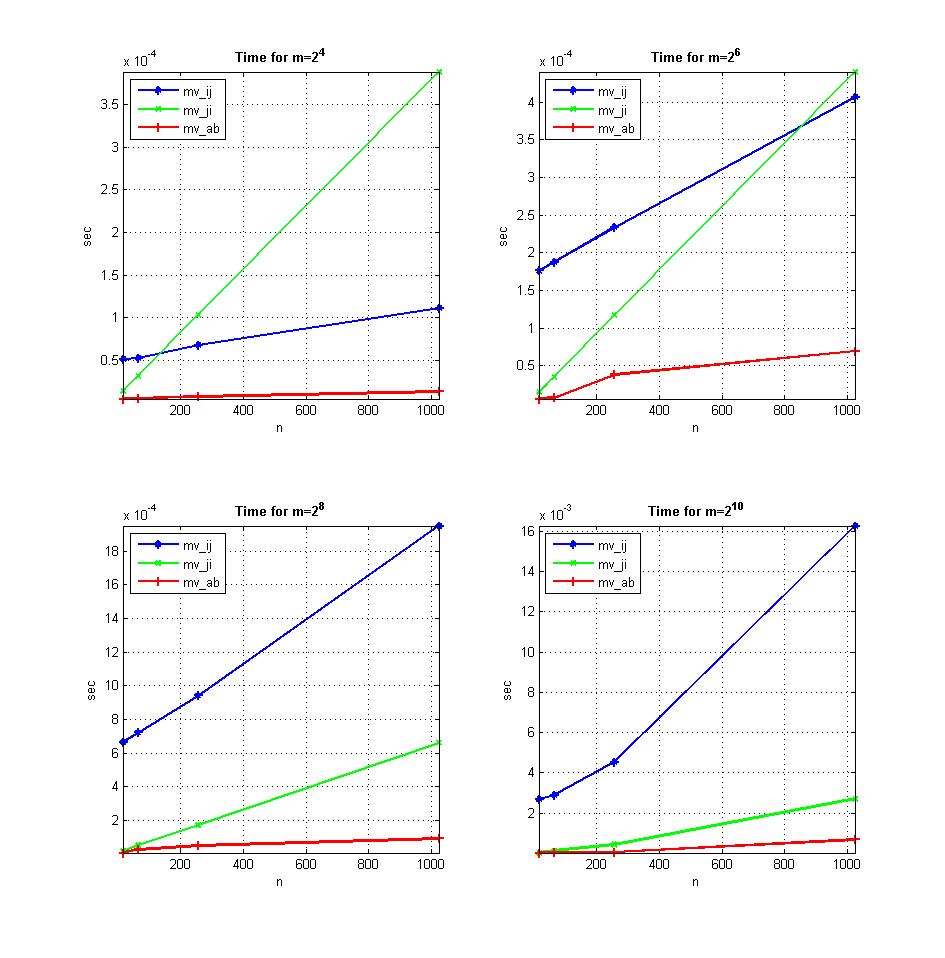 x 10^-4
Time for m=2^4
mv_ij
mv_ji
mv_ab
3.5
3
2.5
2
1.5
1
0.5
sec
200 400 600 800 1000
n
x 10^-4
Time for m=2^6
mv_ij
mv_ji
mv_ab
4
3.5
3
2.5
2
1.5
1
0.5
sec
200 400 600 800 1000
n
x 10^-4
Time for m=2^8
mv_ij
mv_ji
mv_ab
18
16
14
12
10
8
6
4
2
sec
200 400 600 800 1000
n
x 10^-3
Time for m=2^10
mv_ij
mv_ji
mv_ab
16
14
12
10
8
6
4
2
sec
200 400 600 800 1000
n